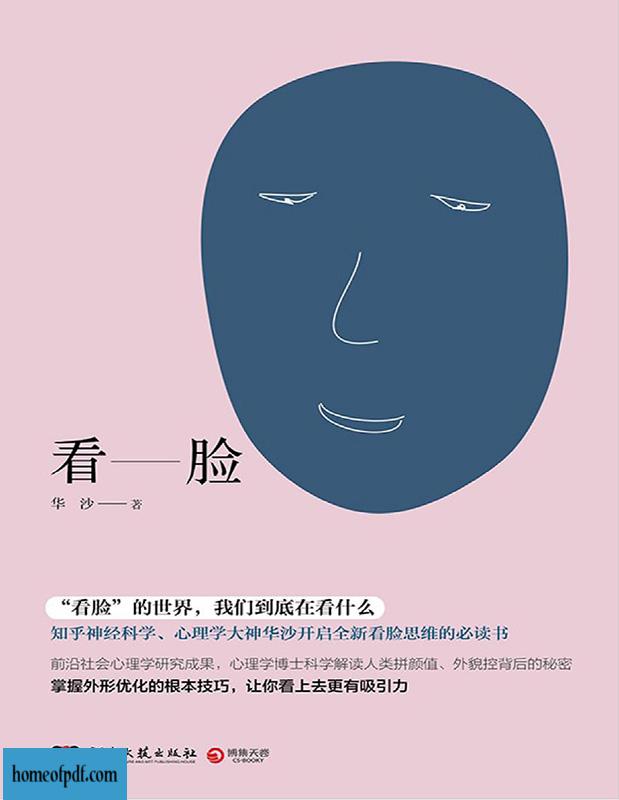 看——脸
华 沙——著
“看脸”的世界，我们到底在看什么
知乎神经科学、心理学大神华沙开启全新看脸思维的必读书
前沿社会心理学研究成果，心理学博士科学解读人类拼颜值、外貌控背后的秘密
掌握外形优化的根本技巧，让你看上去更有吸引力
文艺出版社
博集天卷
CS-BOOKY
homeofpdf.com